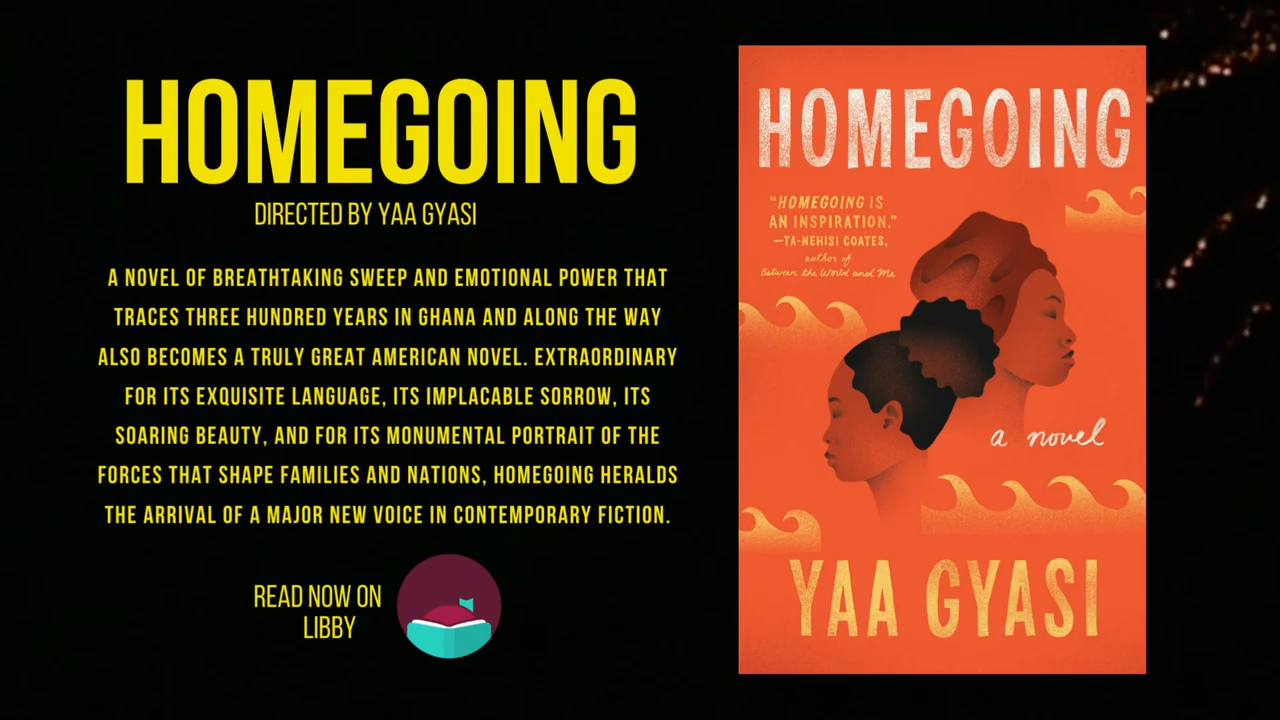 HOMEGOING
DIRECTED BY YAA GYASI
A NOVEL OF BREATHTAKING SWEEP AND EMOTIONAL POWER THAT
TRACES THREE HUNDRED YEARS IN GHANA AND ALONG THE WAY
ALSO BECOMES A TRULY GREAT AMERICAN NOVEL. EXTRAORDINARY
FOR ITS EXQUISITE LANGUAGE, ITS IMPLACABLE SORROW, ITS
SOARING BEAUTY, AND FOR ITS MONUMENTAL PORTRAIT OF THE
FORCES THAT SHAPE FAMILIES AND NATIONS, HOMEGOING HERALDS
THE ARRIVAL OF A MAJOR NEW VOICE IN CONTEMPORARY FICTION.
READ NOW ON
LIBBY
HOMEGOING
"HOMEGOING IS
AN INSPIRATION."
—TA-NEHISI COATES,
author of
Between the World and Me
a novel
YAA GYASI